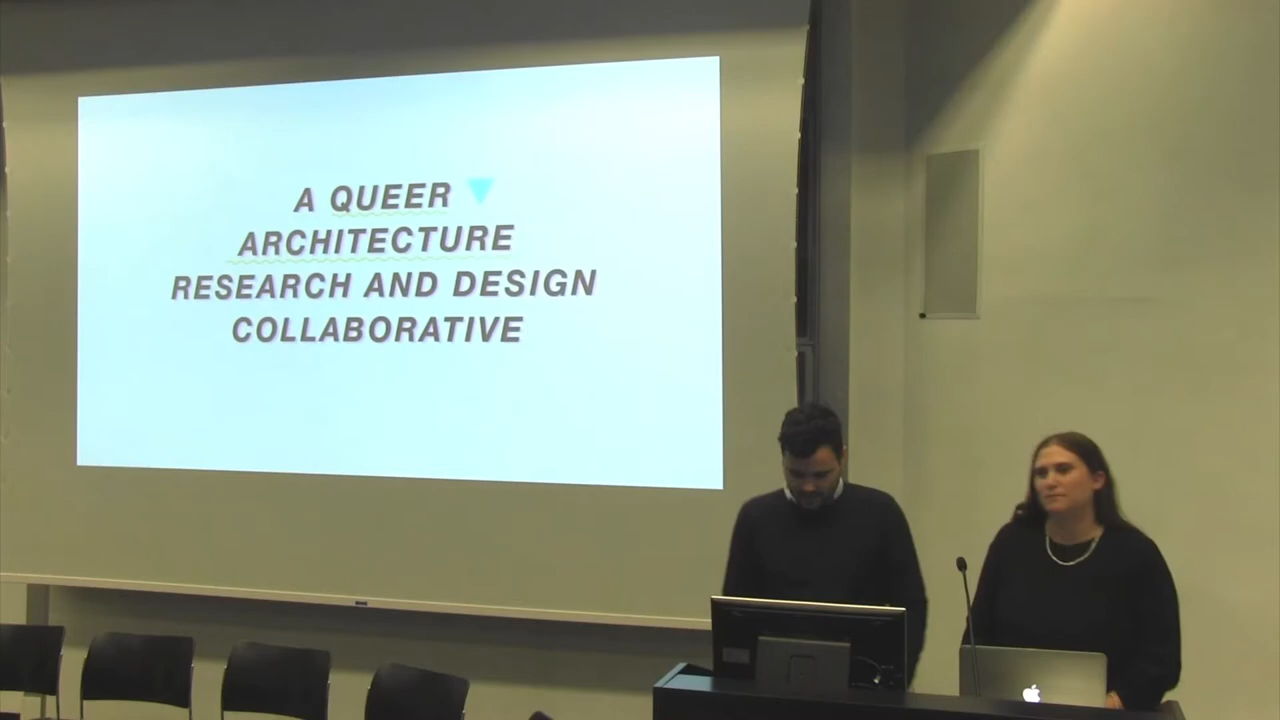 A QUEER
ARCHITECTURE
RESEARCH AND DESIGN
COLLABORATIVE